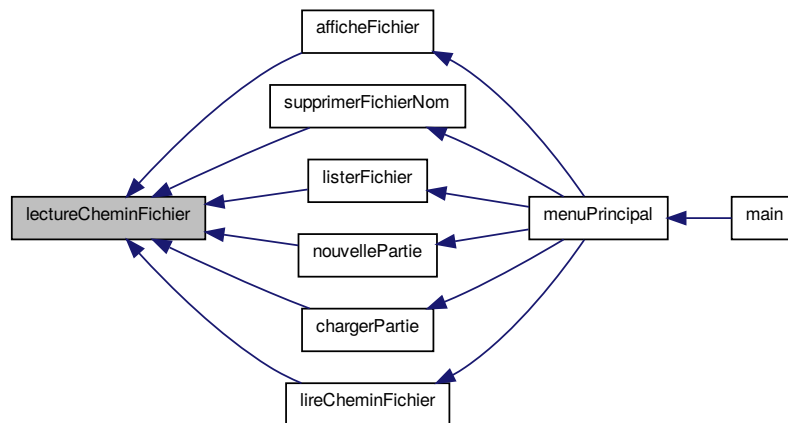 afficheFichier
supprimerFichierNom
listerFichier
lectureCheminFichier
menuPrincipal
main
nouvellePartie
chargerPartie
lireCheminFichier